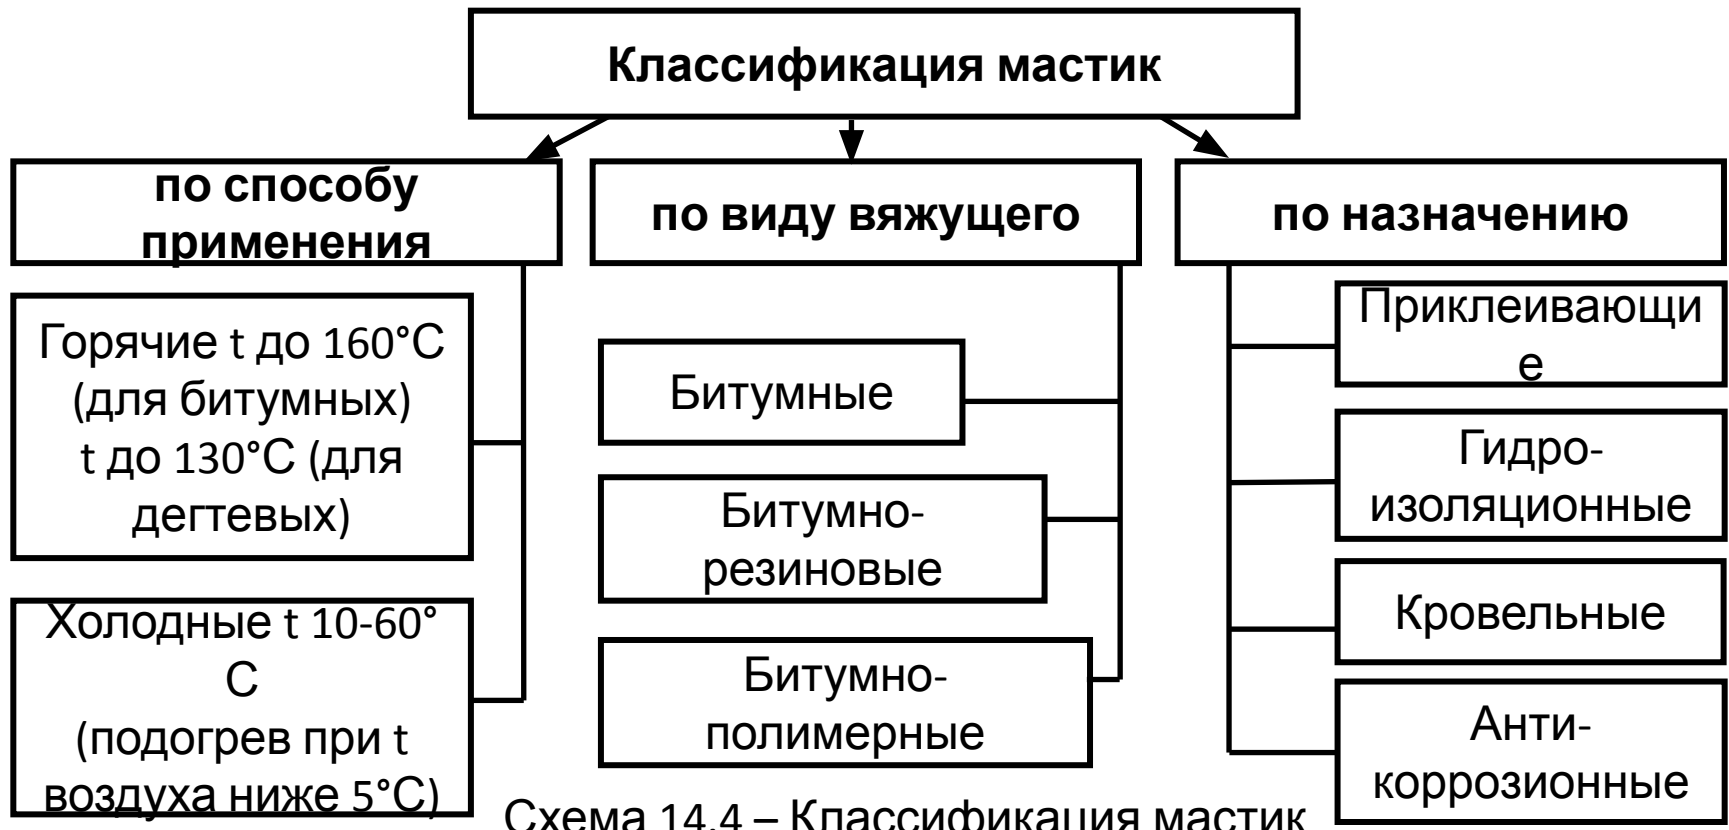 Классификация мастик
по способу
применения
по виду вяжущего
по назначению
Горячие t до 160°С
(для битумных)
t до 130°С (для
дегтевых)
Холодные t 10-60°
С
(подогрев при t
воздуха ниже 5°С)
Битумные
Битумно-
резиновые
Битумно-
полимерные
Приклеивающи
е
Гидро-
изоляционные
Кровельные
Анти-
коррозионные
Схема 14.4 – Классификация мастик